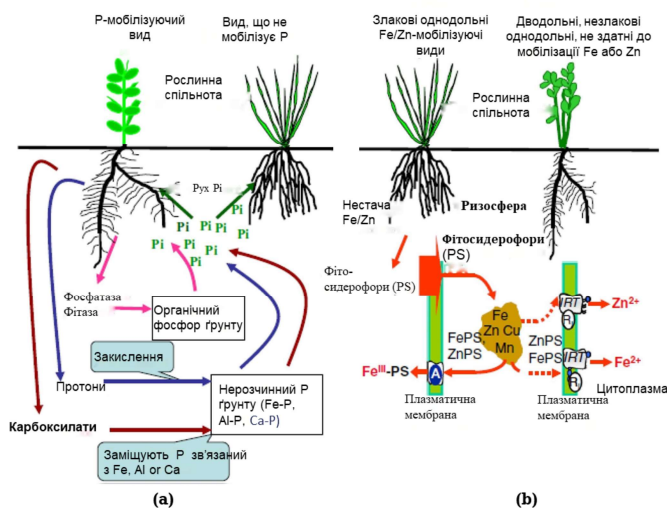 Р-мобілізуючий
вид
Вид, що не
мобілізує Р
Рослинна
спільнота
Рух Рі
Pi
Pi
Pi
Pi
Pi
Pi
Pi
Pi
Pi
Фосфатаза
Фітаза
Органічний
фосфор ґрунту
Закислення
Протони
Нерозчинний Р
ґрунту (Fe-P,
Al-P, Ca-P)
Карбоксилати
Заміщують Р зв'язаний
з Fe, Al or Ca
(a)
Злакові однодольні
Fe/Zn-мобілізуючі
види
Дводольні, незлакові
однодольні, не здатні до
мобілізації Fe або Zn
Рослинна
спільнота
Нестача
Fe/Zn
Ризосфера
Фітосидерофори
(PS)
Фіто-
сидерофори (PS)
Fe
Zn Cu
Mn
FePS,
ZnPS
ZnPS
FePS
IRT
R
Zn2+
IRT
R
Fe2+
FeIII-PS
A
Цитоплазма
Плазматична
мембрана
Плазматична
мембрана
(b)